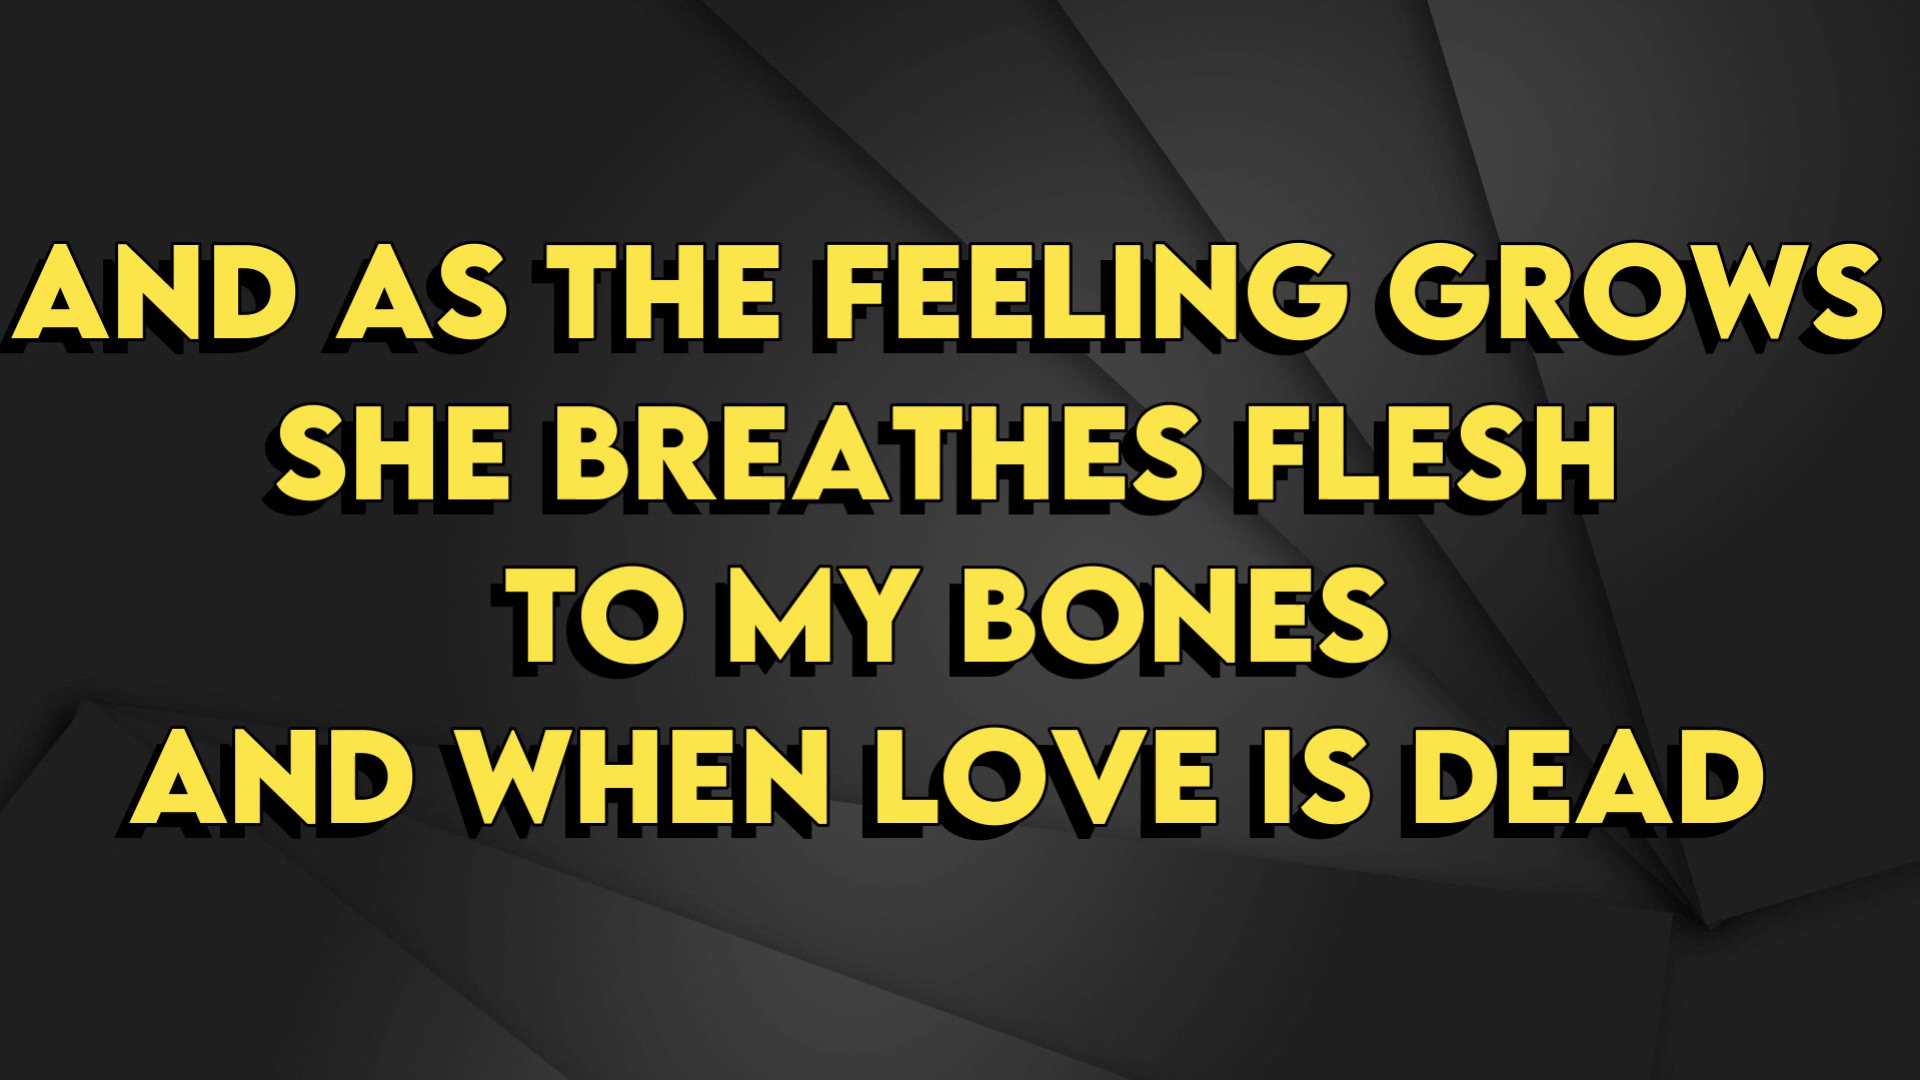 AND AS THE FEELING GROWS
SHE BREATHES FLESH
TO MY BONES
AND WHEN LOVE IS DEAD